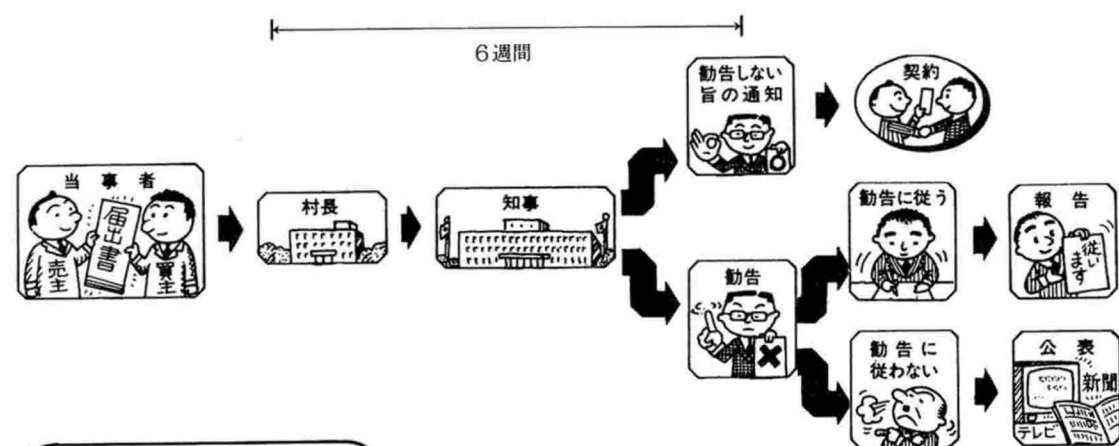 6週間
当事者
届出書
売主
買主
村長
知事
勧告しない
旨の通知
契約
勧告
勧告に従う
報告
従い
ます
勧告に
従わない
公表
新聞
テレビ